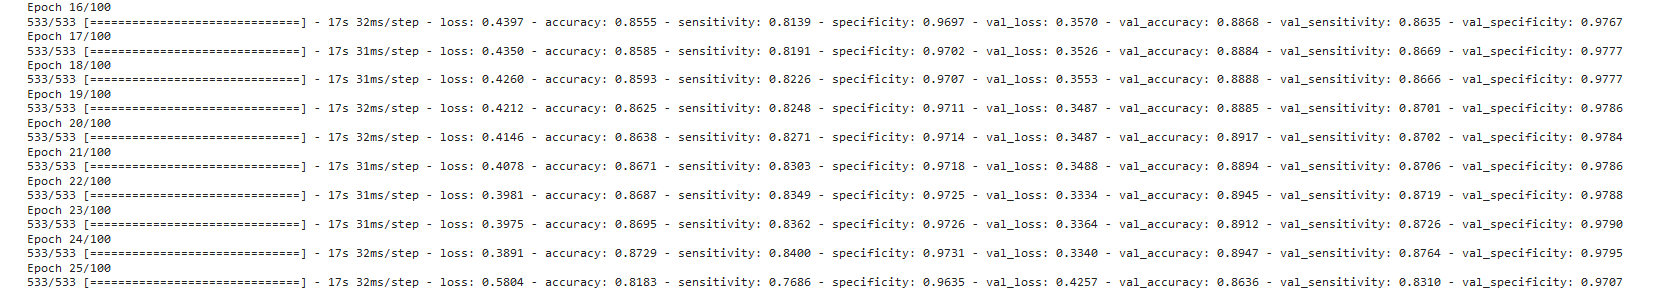 Epoch 16/100
533/533 [==============================] - 17s 32ms/step - loss: 0.4397 - accuracy: 0.8555 - sensitivity: 0.8139 - specificity: 0.9697 - val_loss: 0.3570 - val_accuracy: 0.8868 - val_sensitivity: 0.8635 - val_specificity: 0.9767
Epoch 17/100
533/533 [==============================] - 17s 31ms/step - loss: 0.4350 - accuracy: 0.8585 - sensitivity: 0.8191 - specificity: 0.9702 - val_loss: 0.3526 - val_accuracy: 0.8884 - val_sensitivity: 0.8669 - val_specificity: 0.9777
Epoch 18/100
533/533 [==============================] - 17s 31ms/step - loss: 0.4260 - accuracy: 0.8593 - sensitivity: 0.8226 - specificity: 0.9707 - val_loss: 0.3553 - val_accuracy: 0.8888 - val_sensitivity: 0.8666 - val_specificity: 0.9777
Epoch 19/100
533/533 [==============================] - 17s 32ms/step - loss: 0.4212 - accuracy: 0.8625 - sensitivity: 0.8248 - specificity: 0.9711 - val_loss: 0.3487 - val_accuracy: 0.8885 - val_sensitivity: 0.8701 - val_specificity: 0.9786
Epoch 20/100
533/533 [==============================] - 17s 32ms/step - loss: 0.4146 - accuracy: 0.8638 - sensitivity: 0.8271 - specificity: 0.9714 - val_loss: 0.3487 - val_accuracy: 0.8917 - val_sensitivity: 0.8702 - val_specificity: 0.9784
Epoch 21/100
533/533 [==============================] - 17s 31ms/step - loss: 0.4078 - accuracy: 0.8671 - sensitivity: 0.8303 - specificity: 0.9718 - val_loss: 0.3488 - val_accuracy: 0.8894 - val_sensitivity: 0.8706 - val_specificity: 0.9786
Epoch 22/100
533/533 [==============================] - 17s 31ms/step - loss: 0.3981 - accuracy: 0.8687 - sensitivity: 0.8349 - specificity: 0.9725 - val_loss: 0.3334 - val_accuracy: 0.8945 - val_sensitivity: 0.8719 - val_specificity: 0.9788
Epoch 23/100
533/533 [==============================] - 17s 31ms/step - loss: 0.3975 - accuracy: 0.8695 - sensitivity: 0.8362 - specificity: 0.9726 - val_loss: 0.3364 - val_accuracy: 0.8912 - val_sensitivity: 0.8726 - val_specificity: 0.9790
Epoch 24/100
533/533 [==============================] - 17s 32ms/step - loss: 0.3891 - accuracy: 0.8729 - sensitivity: 0.8400 - specificity: 0.9731 - val_loss: 0.3340 - val_accuracy: 0.8947 - val_sensitivity: 0.8764 - val_specificity: 0.9795
Epoch 25/100
533/533 [==============================] - 17s 32ms/step - loss: 0.5804 - accuracy: 0.8183 - sensitivity: 0.7686 - specificity: 0.9635 - val_loss: 0.4257 - val_accuracy: 0.8636 - val_sensitivity: 0.8310 - val_specificity: 0.9707